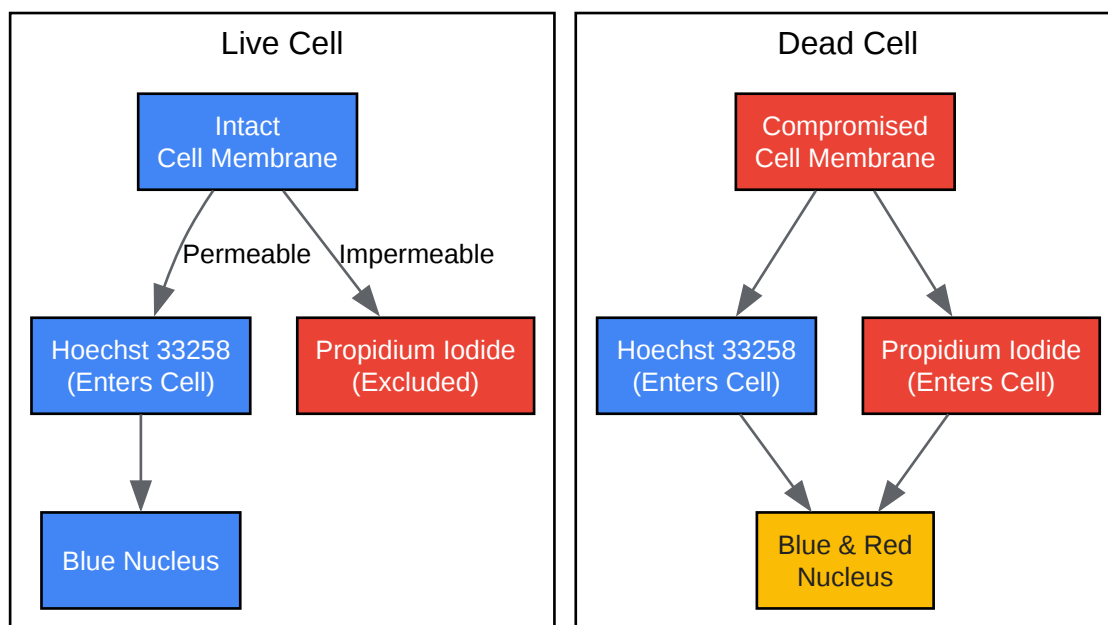 Live Cell
Intact
Cell Membrane
Permeable
Impermeable
Hoechst 33258
(Enters Cell)
Propidium Iodide
(Excluded)
Blue Nucleus
Dead Cell
Compromised
Cell Membrane
Hoechst 33258
(Enters Cell)
Propidium Iodide
(Enters Cell)
Blue & Red
Nucleus